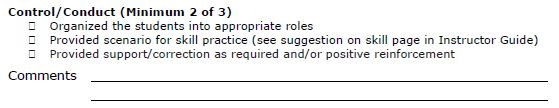 Control/Conduct (Minimum 2 of 3)
Organized the students into appropriate roles
Provided scenario for skill practice (see suggestion on skill page in Instructor Guide)
Provided support/correction as required and/or positive reinforcement
Comments